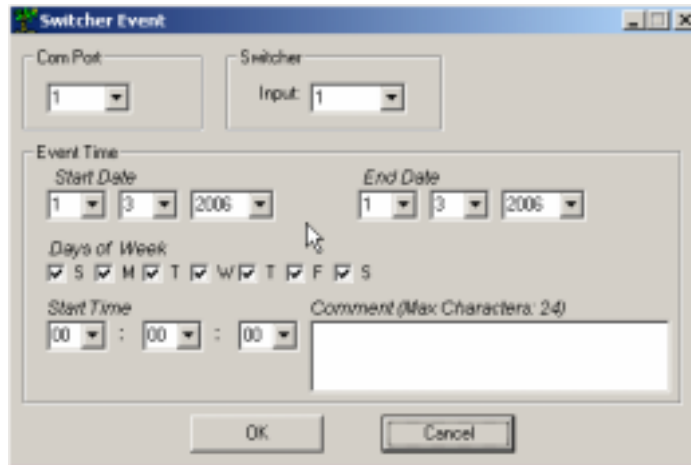 Switcher Event
Com Port
1
Switcher
Input: 1
Event Time
Start Date
1 3 2006
End Date
1 3 2006
Days of Week
S M T W T F S
Start Time
00 : 00 : 00
Comment (Max Characters: 24)
OK Cancel